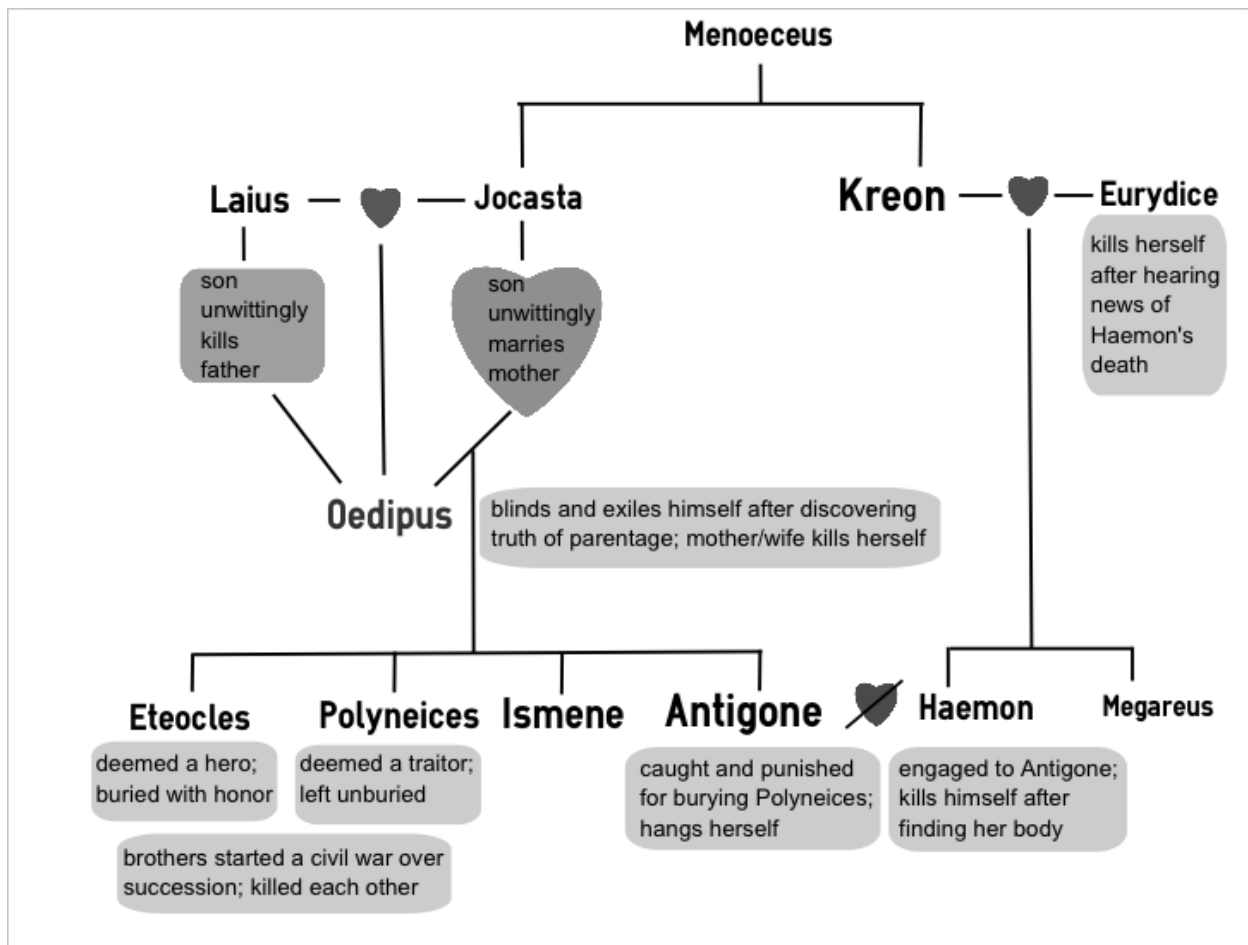 Menoeceus
Laius
Jocasta
Kreon
Eurydice
son
unwittingly
kills
father
son
unwittingly
marries
mother
kills herself
after hearing
news of
Haemon's
death
Oedipus
blinds and exiles himself after discovering
truth of parentage; mother/wife kills herself
Eteocles
Polyneices
Ismene
Antigone
Haemon
Megareus
deemed a hero;
buried with honor
deemed a traitor;
left unburied
brothers started a civil war over
succession; killed each other
caught and punished
for burying Polyneices;
hangs herself
engaged to Antigone;
kills himself after
finding her body